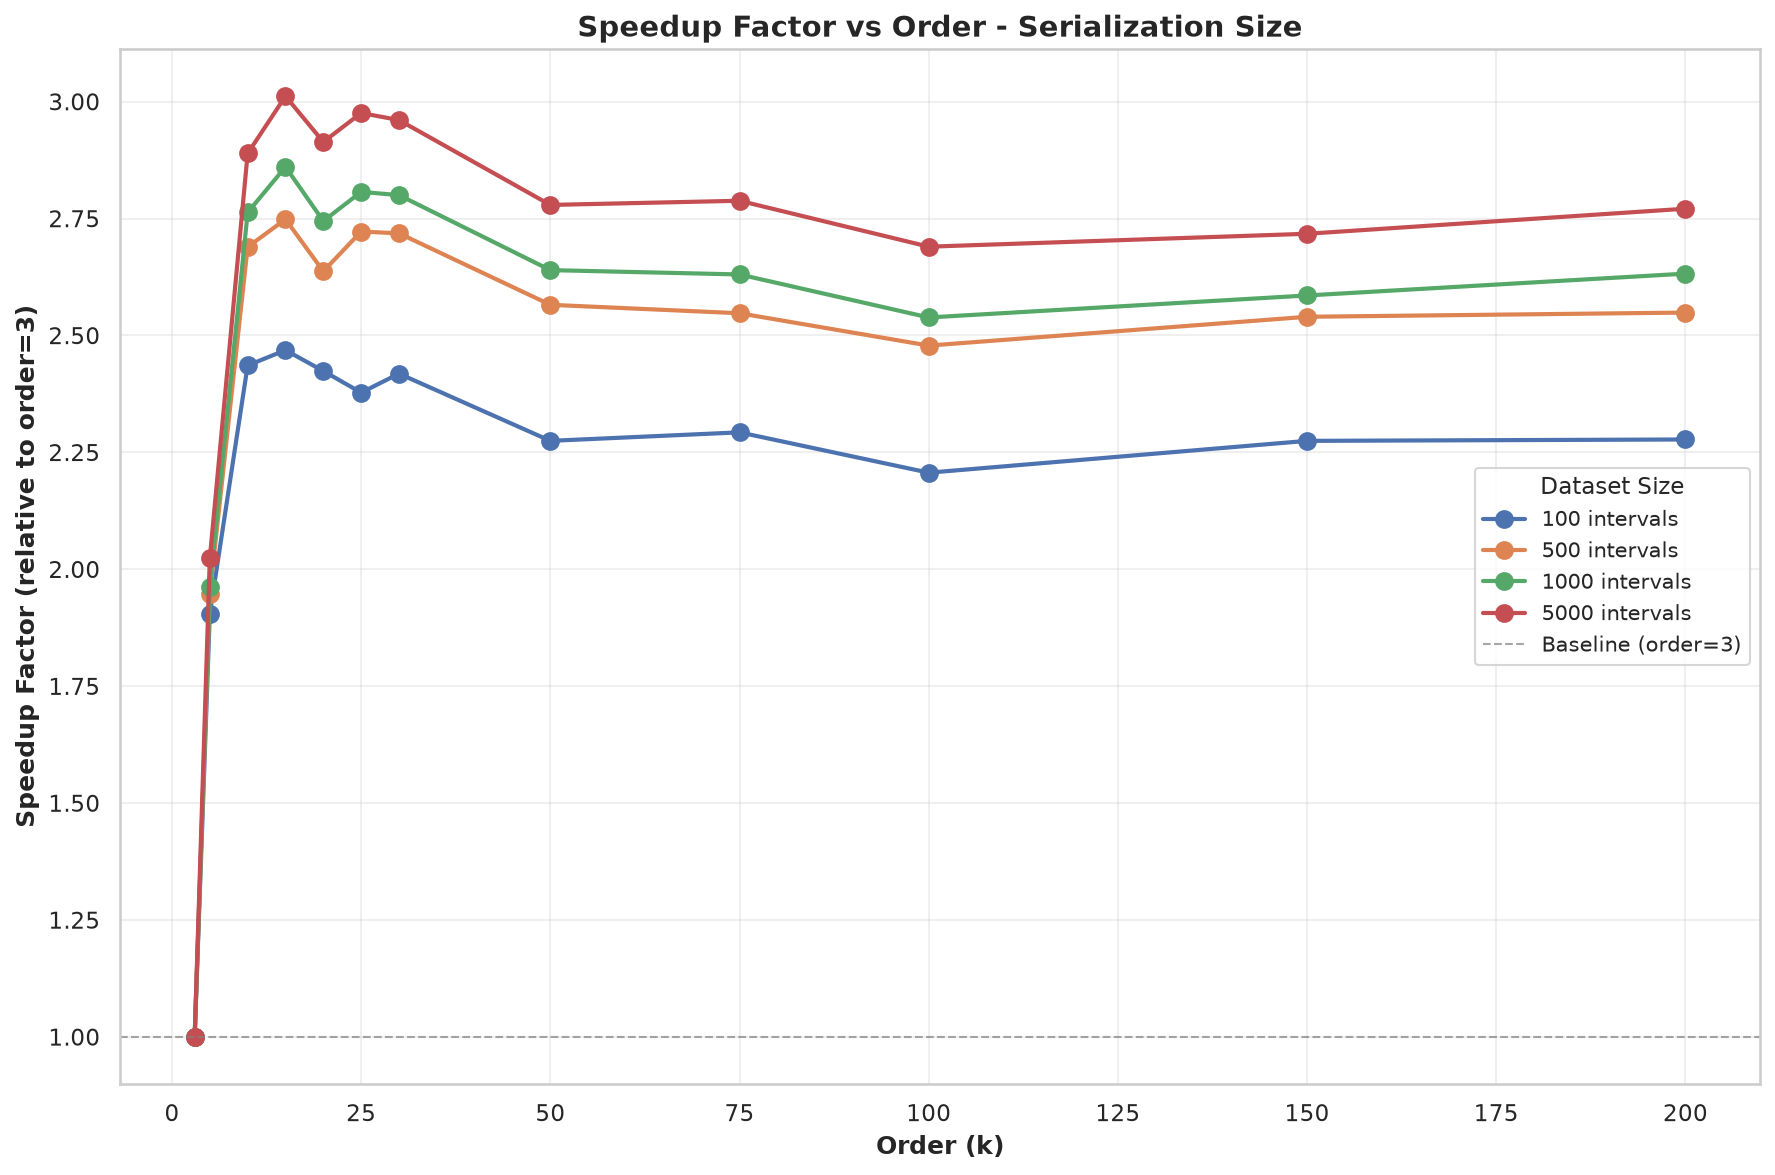 Speedup Factor vs Order - Serialization Size
Speedup Factor (relative to order=3)
3.00
2.75
2.50
2.25
2.00
1.75
1.50
1.25
1.00
Dataset Size
100 intervals
500 intervals
1000 intervals
5000 intervals
Baseline (order=3)
0 25 50 75 100 125 150 175 200
Order (k)